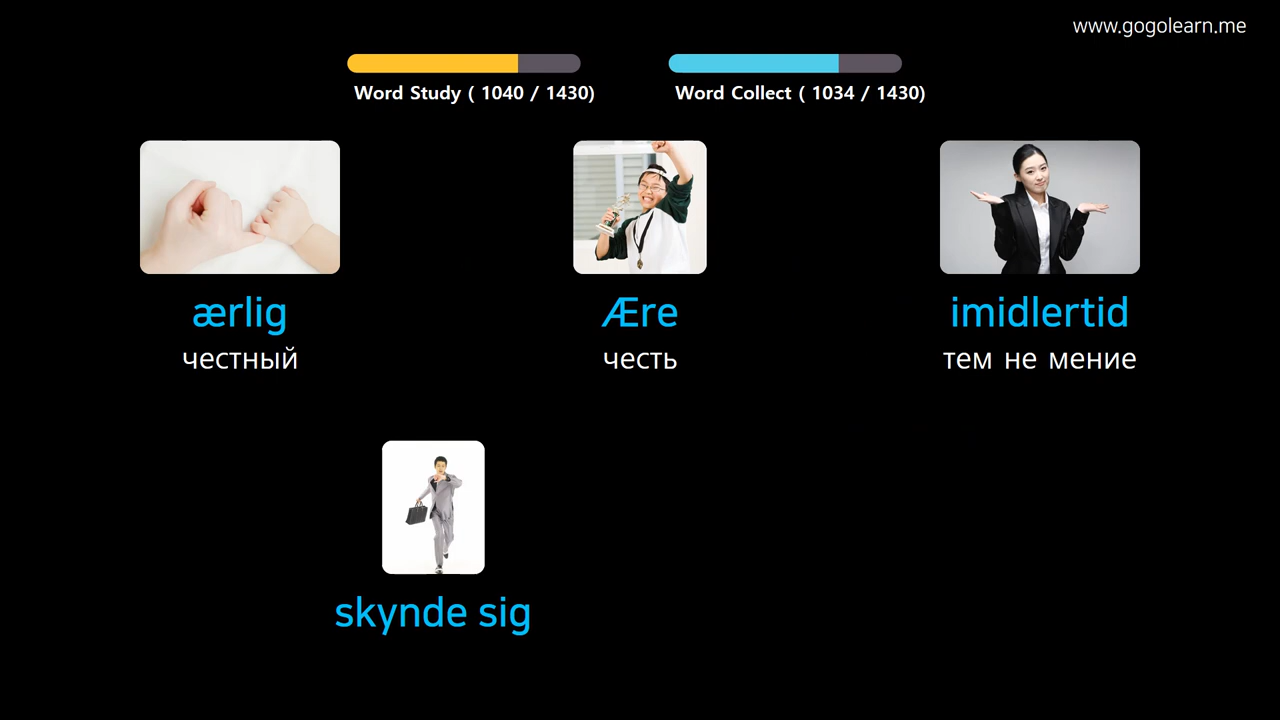 www.gogolearn.me
Word Study ( 1040 / 1430)
Word Collect ( 1034 / 1430)
ærlig
Ære
imidlertid
честный
честь
тем не мение
skynde sig